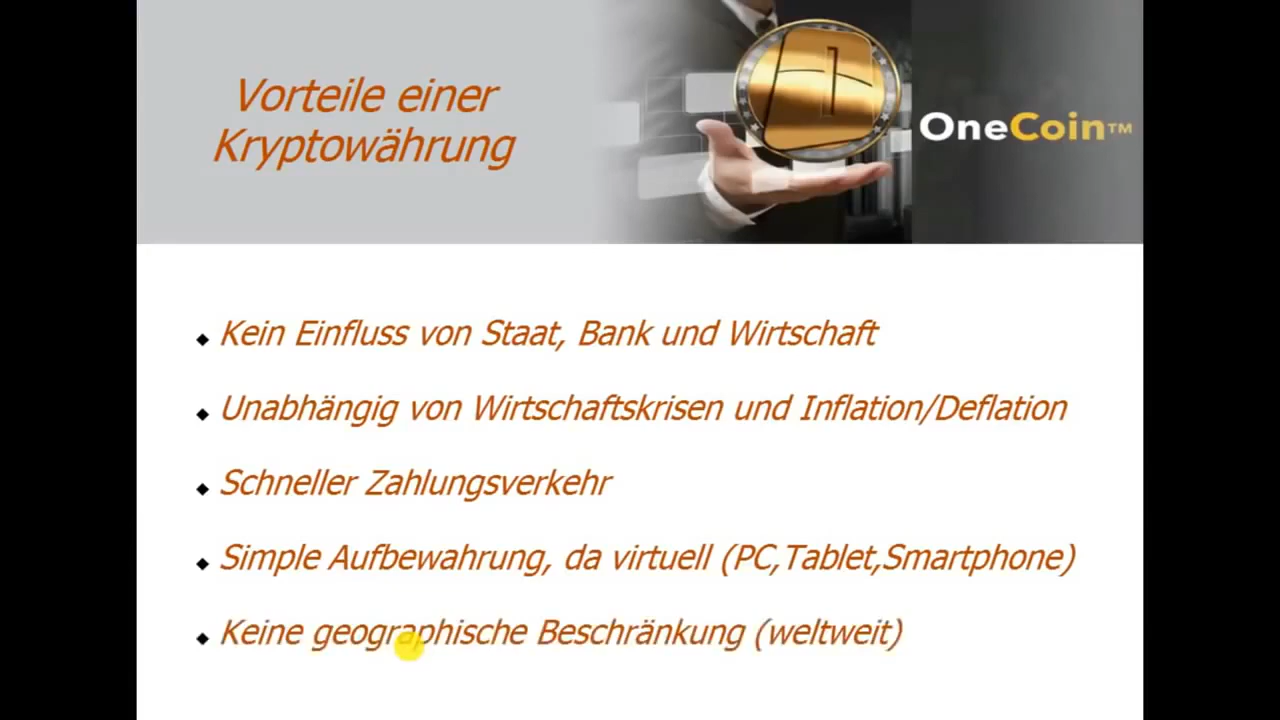 Vorteile einer
Kryptowährung
OneCoin™
Kein Einfluss von Staat, Bank und Wirtschaft
Unabhängig von Wirtschaftskrisen und Inflation/Deflation
Schneller Zahlungsverkehr
Simple Aufbewahrung, da virtuell (PC,Tablet,Smartphone)
Keine geographische Beschränkung (weltweit)